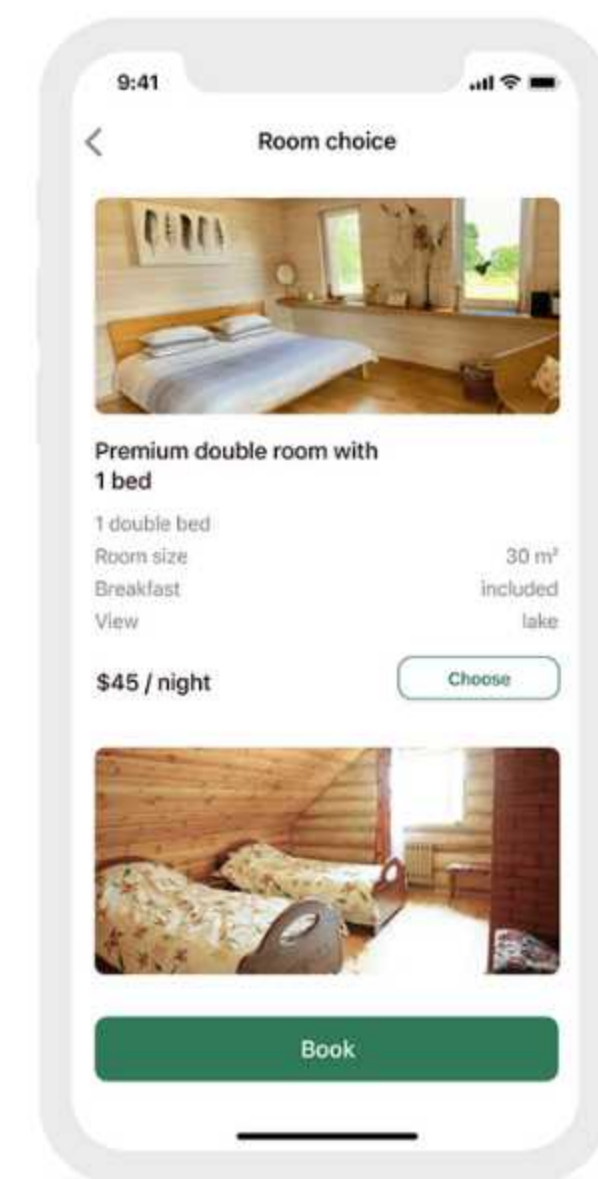 9:41
Room choice
Premium double room with
1 bed
1 double bed
Room size 30 m²
Breakfast included
View lake
$45 / night Choose
Book